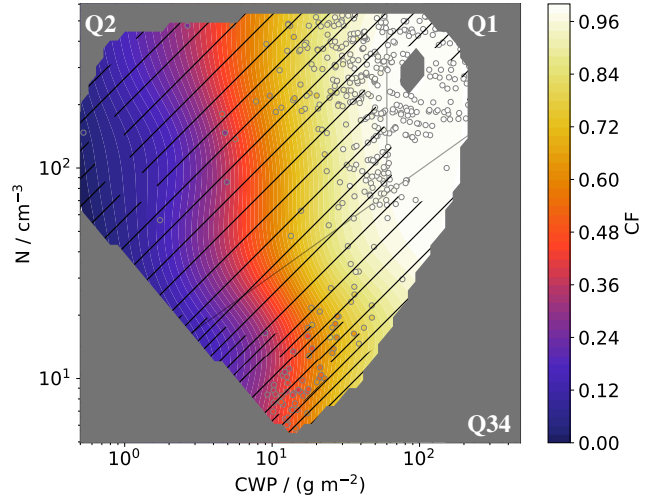 Q2
Q1
Q34
N / cm⁻³
10²
10¹
10⁰
10¹
10²
CWP / (g m⁻²)
0.96
0.84
0.72
0.60
0.48
0.36
0.24
0.12
0.00
CF